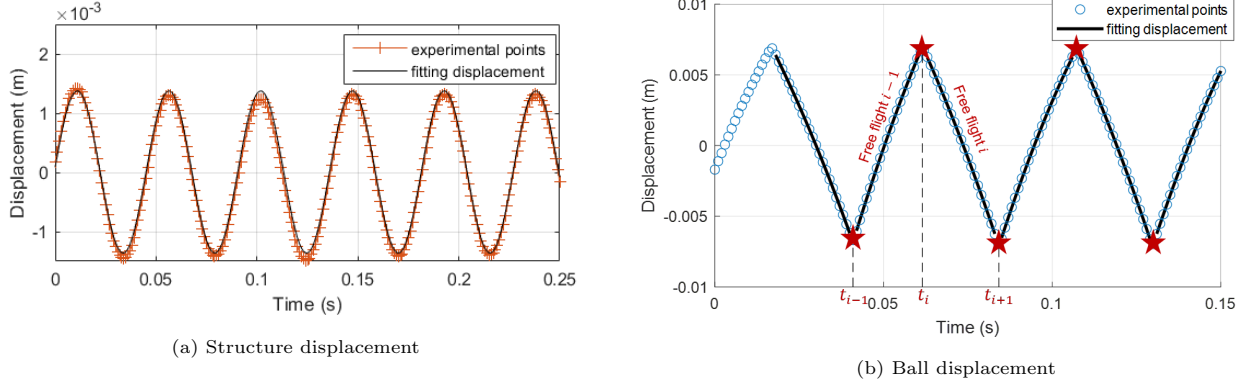 ×10⁻³
2
1
0
-1
0
0.05
0.1
0.15
0.2
0.25
Displacement (m)
Time (s)
experimental points
fitting displacement
(a) Structure displacement
0.01
0.005
0
-0.005
-0.01
0
0.05
0.1
0.15
Displacement (m)
Time (s)
experimental points
fitting displacement
Free flight i − 1
Free flight i
t_{i−1}
t_i
t_{i+1}
(b) Ball displacement